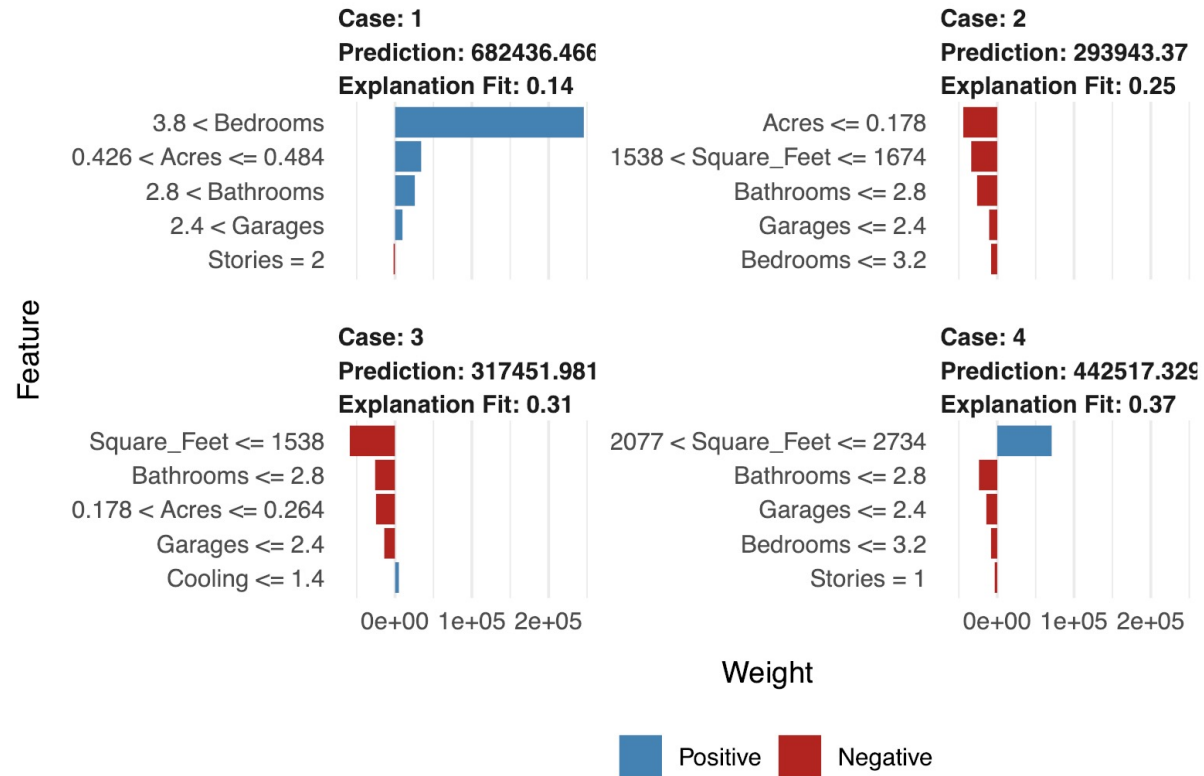 Case: 1
Prediction: 682436.466
Explanation Fit: 0.14
3.8 < Bedrooms
0.426 < Acres <= 0.484
2.8 < Bathrooms
2.4 < Garages
Stories = 2
Case: 2
Prediction: 293943.37
Explanation Fit: 0.25
Acres <= 0.178
1538 < Square_Feet <= 1674
Bathrooms <= 2.8
Garages <= 2.4
Bedrooms <= 3.2
Feature
Case: 3
Prediction: 317451.981
Explanation Fit: 0.31
Square_Feet <= 1538
Bathrooms <= 2.8
0.178 < Acres <= 0.264
Garages <= 2.4
Cooling <= 1.4
0e+00 1e+05 2e+05
Case: 4
Prediction: 442517.329
Explanation Fit: 0.37
2077 < Square_Feet <= 2734
Bathrooms <= 2.8
Garages <= 2.4
Bedrooms <= 3.2
Stories = 1
0e+00 1e+05 2e+05
Weight
Positive
Negative